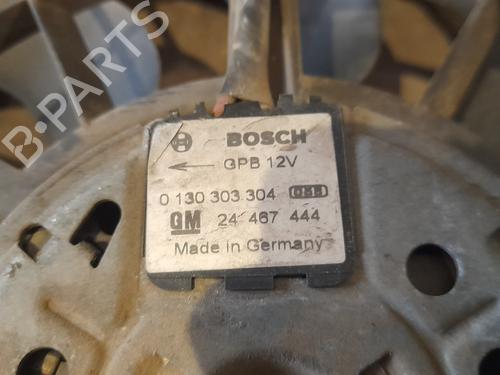 B-PARTS
BOSCH
GPB 12V
0 130 303 304
GM 24 467 444
Made in Germany